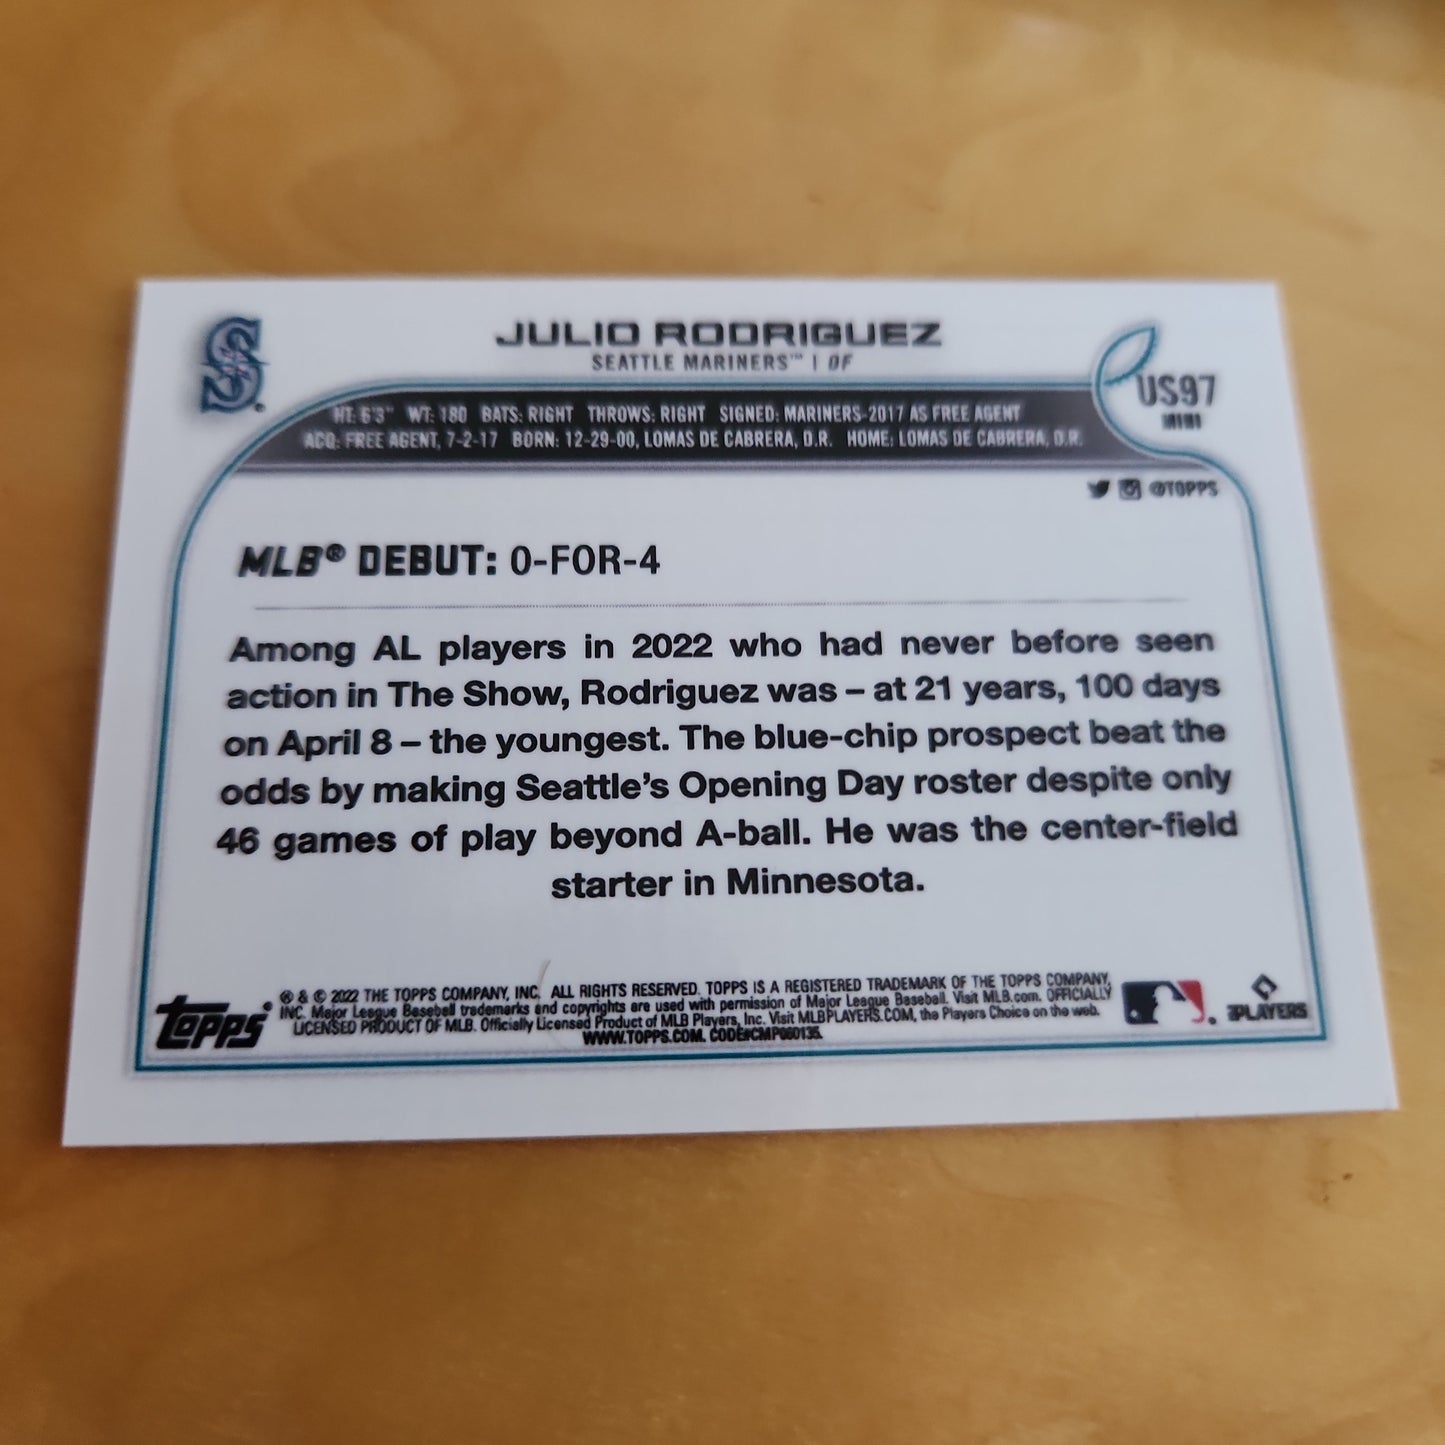 S
JULIO RODRIGUEZ
SEATTLE MARINERS™ | OF
US97
MINI
HT: 6'3" WT: 180 BATS: RIGHT THROWS: RIGHT SIGNED: MARINERS-2017 AS FREE AGENT
ACQ: FREE AGENT, 7-2-17 BORN: 12-29-00, LOMAS DE CABRERA, D.R. HOME: LOMAS DE CABRERA, D.R.
@TOPPS
MLB® DEBUT: 0-FOR-4
Among AL players in 2022 who had never before seen
action in The Show, Rodriguez was – at 21 years, 100 days
on April 8 – the youngest. The blue-chip prospect beat the
odds by making Seattle's Opening Day roster despite only
46 games of play beyond A-ball. He was the center-field
starter in Minnesota.
topps®
® & © 2022 THE TOPPS COMPANY, INC. ALL RIGHTS RESERVED. TOPPS IS A REGISTERED TRADEMARK OF THE TOPPS COMPANY,
INC. Major League Baseball trademarks and copyrights are used with permission of Major League Baseball. Visit MLB.com. OFFICIALLY
LICENSED PRODUCT OF MLB. Officially Licensed Product of MLB Players, Inc. Visit MLBPLAYERS.COM, the Players Choice on the web.
WWW.TOPPS.COM. CODE#CMP060135.
PLAYERS